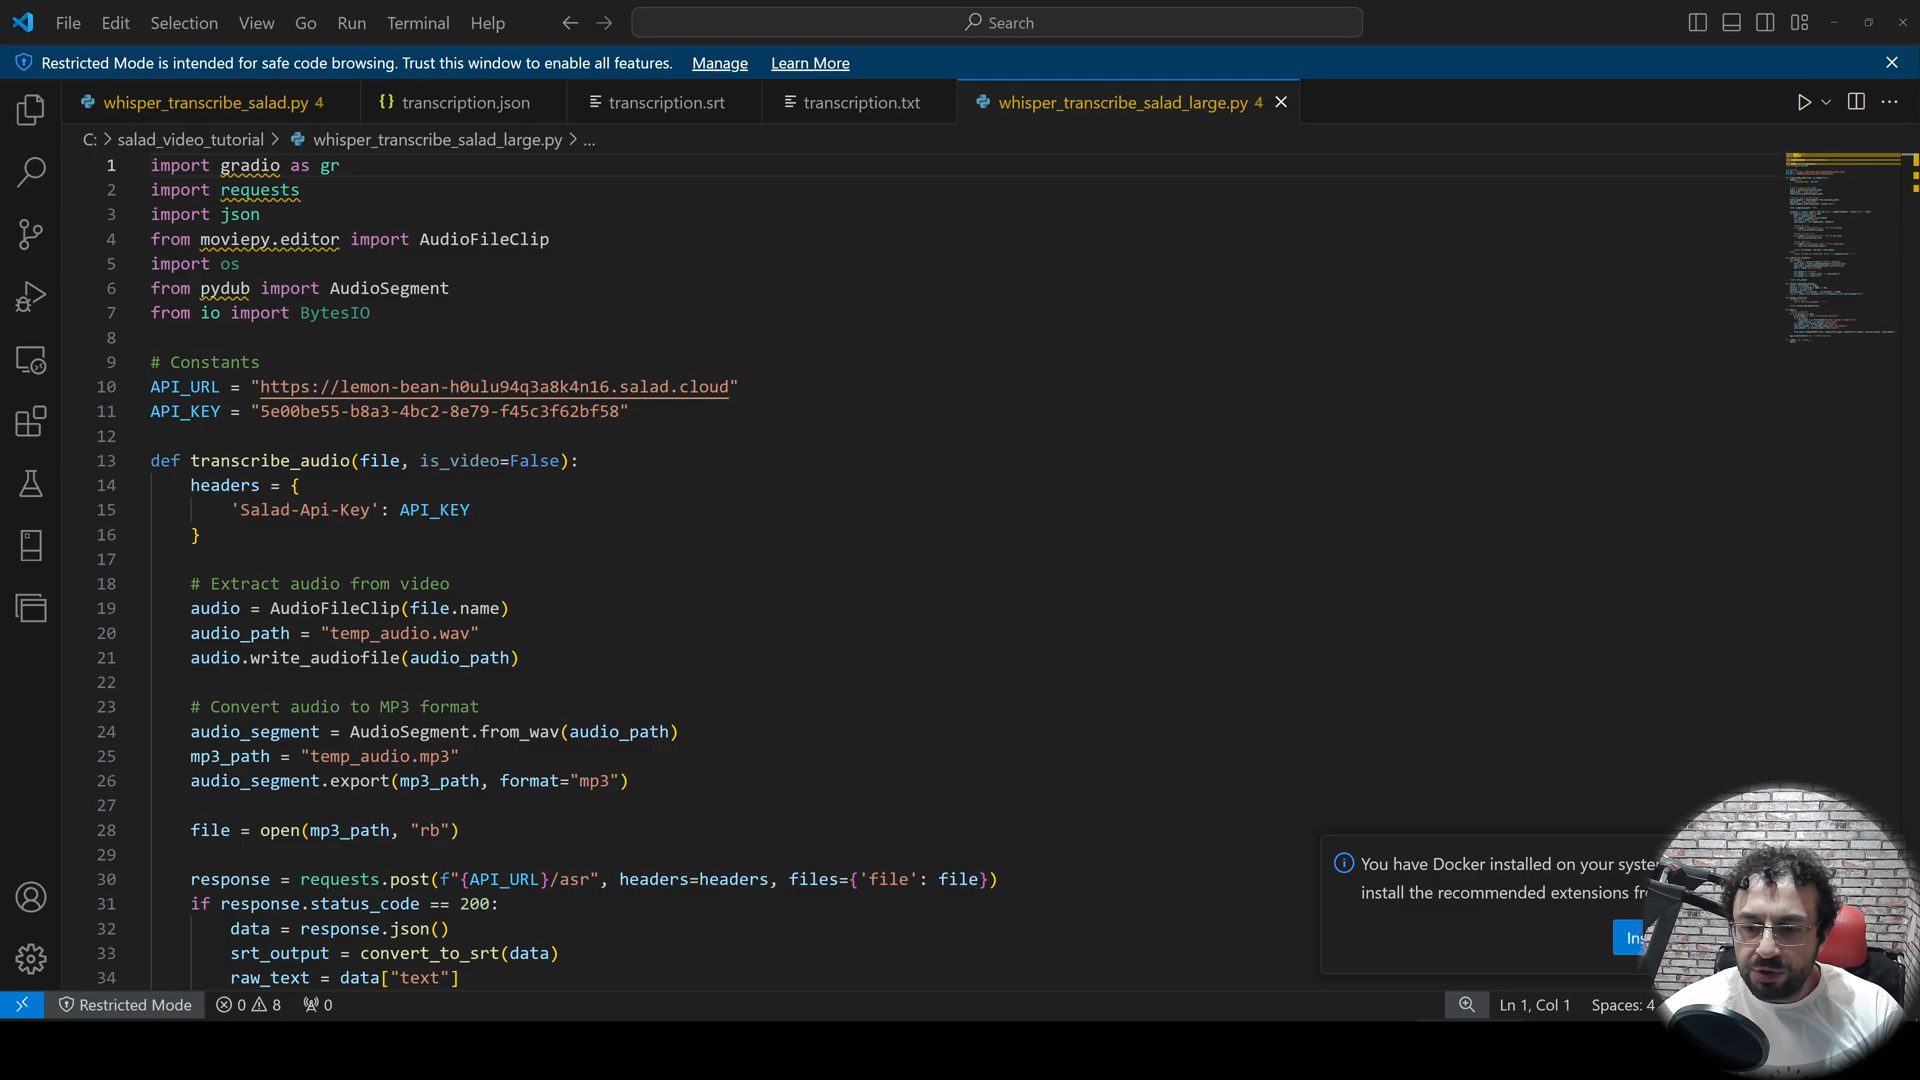 File Edit Selection View Go Run Terminal Help Search
Restricted Mode is intended for safe code browsing. Trust this window to enable all features. Manage Learn More
whisper_transcribe_salad.py 4 transcription.json transcription.srt transcription.txt whisper_transcribe_salad_large.py 4
C: > salad_video_tutorial > whisper_transcribe_salad_large.py > ...
1 import gradio as gr
2 import requests
3 import json
4 from moviepy.editor import AudioFileClip
5 import os
6 from pydub import AudioSegment
7 from io import BytesIO
8
9 # Constants
10 API_URL = "https://lemon-bean-h0ulu94q3a8k4n16.salad.cloud"
11 API_KEY = "5e00be55-b8a3-4bc2-8e79-f45c3f62bf58"
12
13 def transcribe_audio(file, is_video=False):
14 headers = {
15 'Salad-Api-Key': API_KEY
16 }
17
18 # Extract audio from video
19 audio = AudioFileClip(file.name)
20 audio_path = "temp_audio.wav"
21 audio.write_audiofile(audio_path)
22
23 # Convert audio to MP3 format
24 audio_segment = AudioSegment.from_wav(audio_path)
25 mp3_path = "temp_audio.mp3"
26 audio_segment.export(mp3_path, format="mp3")
27
28 file = open(mp3_path, "rb")
29
30 response = requests.post(f"{API_URL}/asr", headers=headers, files={'file': file})
31 if response.status_code == 200:
32 data = response.json()
33 srt_output = convert_to_srt(data)
34 raw_text = data["text"]
You have Docker installed on your
install the recommended extensions
Restricted Mode 0 8 0 Ln 1, Col 1 Spaces: 4